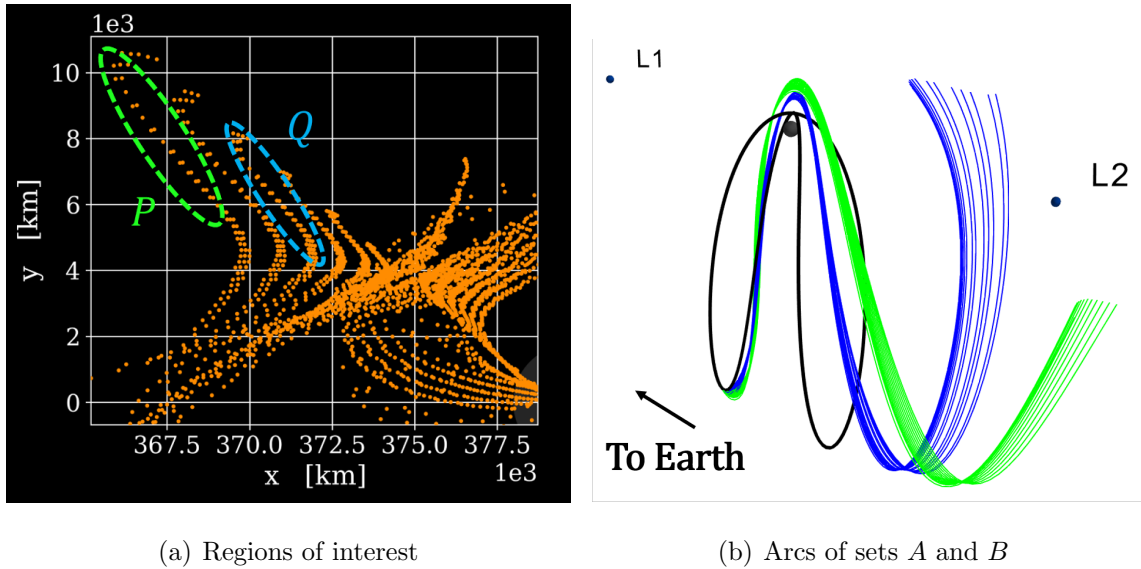 1e3
10
8
6
4
2
0
y [km]
P
Q
367.5 370.0 372.5 375.0 377.5
x [km]
1e3
L1
L2
To Earth
(a) Regions of interest
(b) Arcs of sets A and B